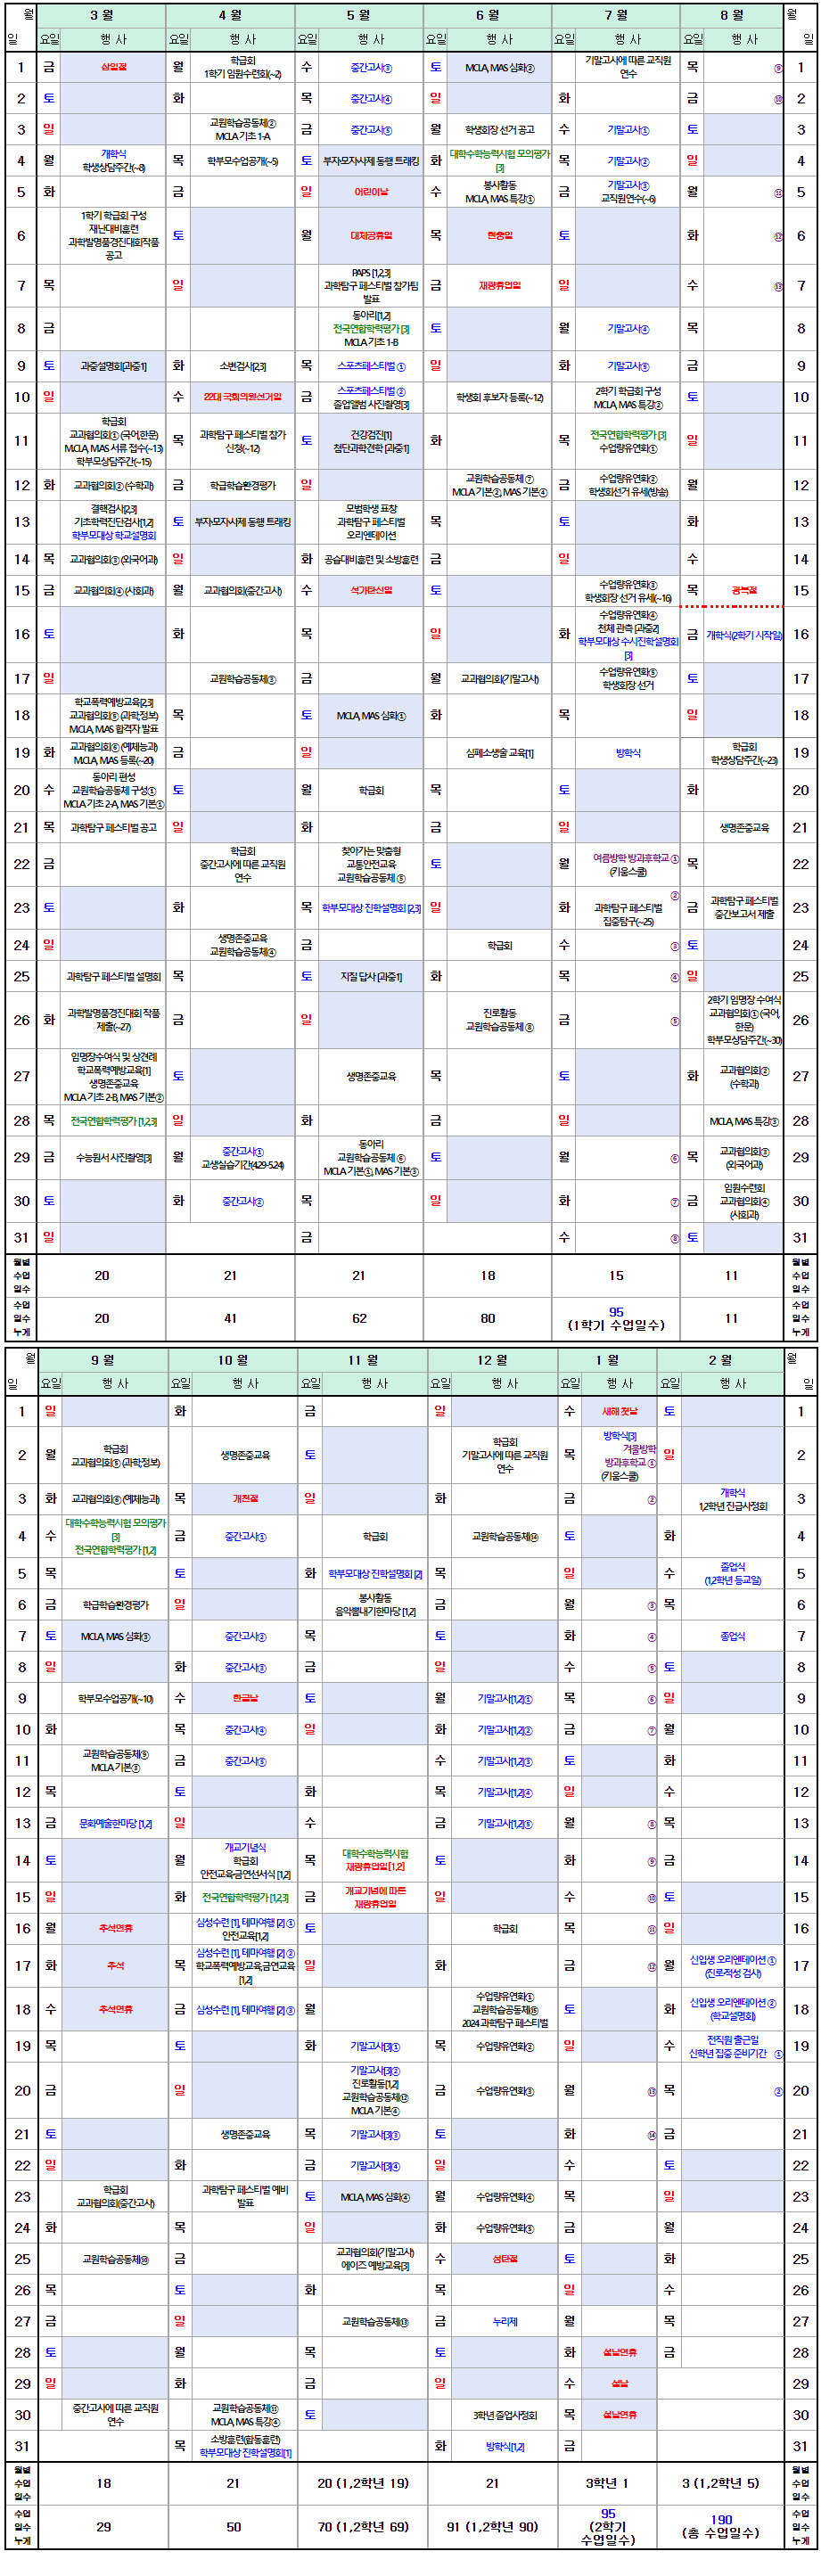 월 3 월 4 월 5 월 6 월 7 월 8 월 월
일 요일 행 사 요일 행 사 요일 행 사 요일 행 사 요일 행 사 요일 행 사 일
1 금 삼일절 월 학급회 1학기 임원수련회(~2) 수 중간고사③ 토 MCLA, MAS 심화② 기말고사에 따른 교직원 연수 목 ⑨ 1
2 토 화 목 중간고사④ 일 화 금 ⑩ 2
3 일 교원학습공동체② MCLA 기초 1-A 금 중간고사⑤ 월 학생회장 선거 공고 수 기말고사① 토 3
4 월 개학식 학생상담주간(~8) 목 학부모수업공개(~5) 토 부자·모자·사제 동행 트래킹 화 대학수학능력시험 모의평가 [3] 목 기말고사② 일 4
5 화 금 일 어린이날 수 봉사활동 MCLA, MAS 특강① 금 기말고사③ 교직원연수(~6) 월 ⑪ 5
6 1학기 학급회 구성 재난대비훈련 과학발명품경진대회작품 공고 토 월 대체공휴일 목 현충일 토 화 ⑫ 6
7 목 일 PAPS [1,2,3] 과학탐구 페스티벌 참가팀 발표 금 재량휴업일 일 수 ⑬ 7
8 금 동아리[1,2] 전국연합학력평가 [3] MCLA 기초 1-B 토 월 기말고사④ 목 8
9 토 과중설명회[과중1] 화 소변검사[2,3] 목 스포츠페스티벌 ① 일 화 기말고사⑤ 금 9
10 일 수 22대 국회의원선거일 금 스포츠페스티벌 ② 졸업앨범 사진촬영[3] 학생회 후보자 등록(~12) 2학기 학급회 구성 MCLA, MAS 특강② 토 10
11 학급회 교과협의회① (국어,한문) MCLA, MAS 서류 접수(~13) 학부모상담주간(~15) 목 과학탐구 페스티벌 참가 신청(~12) 토 건강검진[1] 첨단과학견학 [과중1] 화 목 전국연합학력평가 [3] 수업량유연화① 일 11
12 화 교과협의회② (수학과) 금 학급학습환경평가 일 교원학습공동체 ⑦ MCLA 기본②, MAS 기본④ 금 수업량유연화② 학생회선거 유세(방송) 월 12
13 결핵검사[2,3] 기초학력진단검사[1,2] 학부모대상 학교설명회 토 부자·모자·사제 동행 트래킹 모범학생 표창 과학탐구 페스티벌 오리엔테이션 목 토 화 13
14 목 교과협의회③ (외국어과) 일 화 공습대비훈련 및 소방훈련 금 일 수 14
15 금 교과협의회④ (사회과) 월 교과협의회(중간고사) 수 석가탄신일 토 수업량유연화③ 학생회장 선거 유세(~16) 목 광복절 15
16 토 화 목 일 화 수업량유연화④ 천체 관측 [과중2] 학부모대상 수시진학설명회 [3] 금 개학식(2학기 시작일) 16
17 일 교원학습공동체③ 금 월 교과협의회(기말고사) 수업량유연화⑤ 학생회장 선거 토 17
18 학교폭력예방교육[2,3] 교과협의회⑤ (과학,정보) MCLA, MAS 합격자 발표 목 토 MCLA, MAS 심화① 화 목 일 18
19 화 교과협의회⑥ (예체능과) MCLA, MAS 등록(~20) 금 일 심폐소생술 교육[1] 방학식 학급회 학생상담주간(~23) 19
20 수 동아리 편성 교원학습공동체 구성① MCLA 기초 2-A, MAS 기본① 토 월 학급회 목 토 화 20
21 목 과학탐구 페스티벌 공고 일 화 금 일 생명존중교육 21
22 금 학급회 중간고사에 따른 교직원 연수 찾아가는 맞춤형 교통안전교육 교원학습공동체 ⑤ 토 월 여름방학 방과후학교 ① (키움스쿨) 목 22
23 토 화 목 학부모대상 진학설명회 [2,3] 일 화 ② 과학탐구 페스티벌 집중탐구(~25) 금 과학탐구 페스티벌 중간보고서 제출 23
24 일 생명존중교육 교원학습공동체④ 금 학급회 수 ③ 토 24
25 과학탐구 페스티벌 설명회 목 토 지질 답사 [과중1] 화 목 ④ 일 25
26 화 과학발명품경진대회 작품 제출(~27) 금 일 진로활동 교원학습공동체 ⑧ 금 ⑤ 2학기 임명장 수여식 교과협의회① (국어, 한문) 학부모상담주간(~30) 26
27 임명장수여식 및 상견례 학교폭력예방교육[1] 생명존중교육 MCLA 기초 2-B, MAS 기본② 토 생명존중교육 목 토 화 교과협의회② (수학과) 27
28 목 전국연합학력평가 [1,2,3] 일 화 금 일 MCLA, MAS 특강③ 28
29 금 수능원서 사진촬영[3] 월 중간고사① 교생실습기간(4.29-5.24) 동아리 교원학습공동체 ⑥ MCLA 기본①, MAS 기본③ 토 월 ⑥ 목 교과협의회③ (외국어과) 29
30 토 화 중간고사② 목 일 화 ⑦ 금 임원수련회 교과협의회④ (사회과) 30
31 일 금 수 ⑧ 토 31
월별 수업 일수 20 21 21 18 15 11 월별 수업 일수
수업 일수 누계 20 41 62 80 95 (1학기 수업일수) 11 수업 일수 누계
월 9 월 10 월 11 월 12 월 1 월 2 월 월
일 요일 행 사 요일 행 사 요일 행 사 요일 행 사 요일 행 사 요일 행 사 일
1 일 화 금 일 수 새해 첫날 토 1
2 월 학급회 교과협의회⑤ (과학,정보) 생명존중교육 토 학급회 기말고사에 따른 교직원 연수 목 방학식[3] 겨울방학 방과후학교 ① (키움스쿨) 일 2
3 화 교과협의회⑥ (예체능과) 목 개천절 일 화 금 ② 개학식 1,2학년 진급사정회 3
4 수 대학수학능력시험 모의평가 [3] 전국연합학력평가 [1,2] 금 중간고사① 학급회 교원학습공동체⑭ 토 화 4
5 목 토 화 학부모대상 진학설명회 [2] 목 일 수 졸업식 (1,2학년 등교일) 5
6 금 학급학습환경평가 일 봉사활동 음악뽐내기한마당 [1,2] 금 월 ③ 목 6
7 토 MCLA, MAS 심화③ 중간고사② 목 토 화 ④ 종업식 7
8 일 화 중간고사③ 금 일 수 ⑤ 토 8
9 학부모수업공개(~10) 수 한글날 토 월 기말고사[1,2]① 목 ⑥ 일 9
10 화 목 중간고사④ 일 화 기말고사[1,2]② 금 ⑦ 월 10
11 교원학습공동체⑨ MCLA 기본③ 금 중간고사⑤ 수 기말고사[1,2]③ 토 화 11
12 목 토 화 목 기말고사[1,2]④ 일 수 12
13 금 문화예술한마당 [1,2] 일 수 금 기말고사[1,2]⑤ 월 ⑧ 목 13
14 토 월 개교기념식 학급회 안전교육·금연선서식 [1,2] 목 대학수학능력시험 재량휴업일[1,2] 토 화 ⑨ 금 14
15 일 화 전국연합학력평가 [1,2,3] 금 개교기념에 따른 재량휴업일 일 수 ⑩ 토 15
16 월 추석연휴 심성수련 [1], 테마여행 [2] ① 안전교육[1,2] 토 학급회 목 ⑪ 일 16
17 화 추석 목 심성수련 [1], 테마여행 [2] ② 학교폭력예방교육,금연교육 [1,2] 일 화 금 ⑫ 월 신입생 오리엔테이션 ① (진로·적성 검사) 17
18 수 추석연휴 금 심성수련 [1], 테마여행 [2] ③ 월 수업량유연화① 교원학습공동체⑮ 2024 과학탐구 페스티벌 토 화 신입생 오리엔테이션 ② (학교설명회) 18
19 목 토 화 기말고사[3]① 목 수업량유연화② 일 수 전직원 출근일 신학년 집중 준비기간 ① 19
20 금 일 기말고사[3]② 진로활동[1,2] 교원학습공동체⑫ MCLA 기본④ 금 수업량유연화③ 월 ⑬ 목 ② 20
21 토 생명존중교육 목 기말고사[3]③ 토 화 ⑭ 금 21
22 일 화 금 기말고사[3]④ 일 수 토 22
23 학급회 교과협의회(중간고사) 과학탐구 페스티벌 예비 발표 토 MCLA, MAS 심화④ 월 수업량유연화④ 목 일 23
24 화 목 일 화 수업량유연화⑤ 금 월 24
25 교원학습공동체⑩ 금 교과협의회(기말고사) 에이즈 예방교육[3] 수 성탄절 토 화 25
26 목 토 화 목 일 수 26
27 금 일 교원학습공동체⑬ 금 누리제 월 목 27
28 토 월 목 토 화 설날연휴 금 28
29 일 화 금 일 수 설날 29
30 중간고사에 따른 교직원 연수 교원학습공동체⑪ MCLA, MAS 특강④ 토 3학년 졸업사정회 목 설날연휴 30
31 목 소방훈련(합동훈련) 학부모대상 진학설명회[1] 화 방학식[1,2] 금 31
월별 수업 일수 18 21 20 (1,2학년 19) 21 3학년 1 3 (1,2학년 5) 월별 수업 일수
수업 일수 누계 29 50 70 (1,2학년 69) 91 (1,2학년 90) 95 (2학기 수업일수) 190 (총 수업일수) 수업 일수 누계